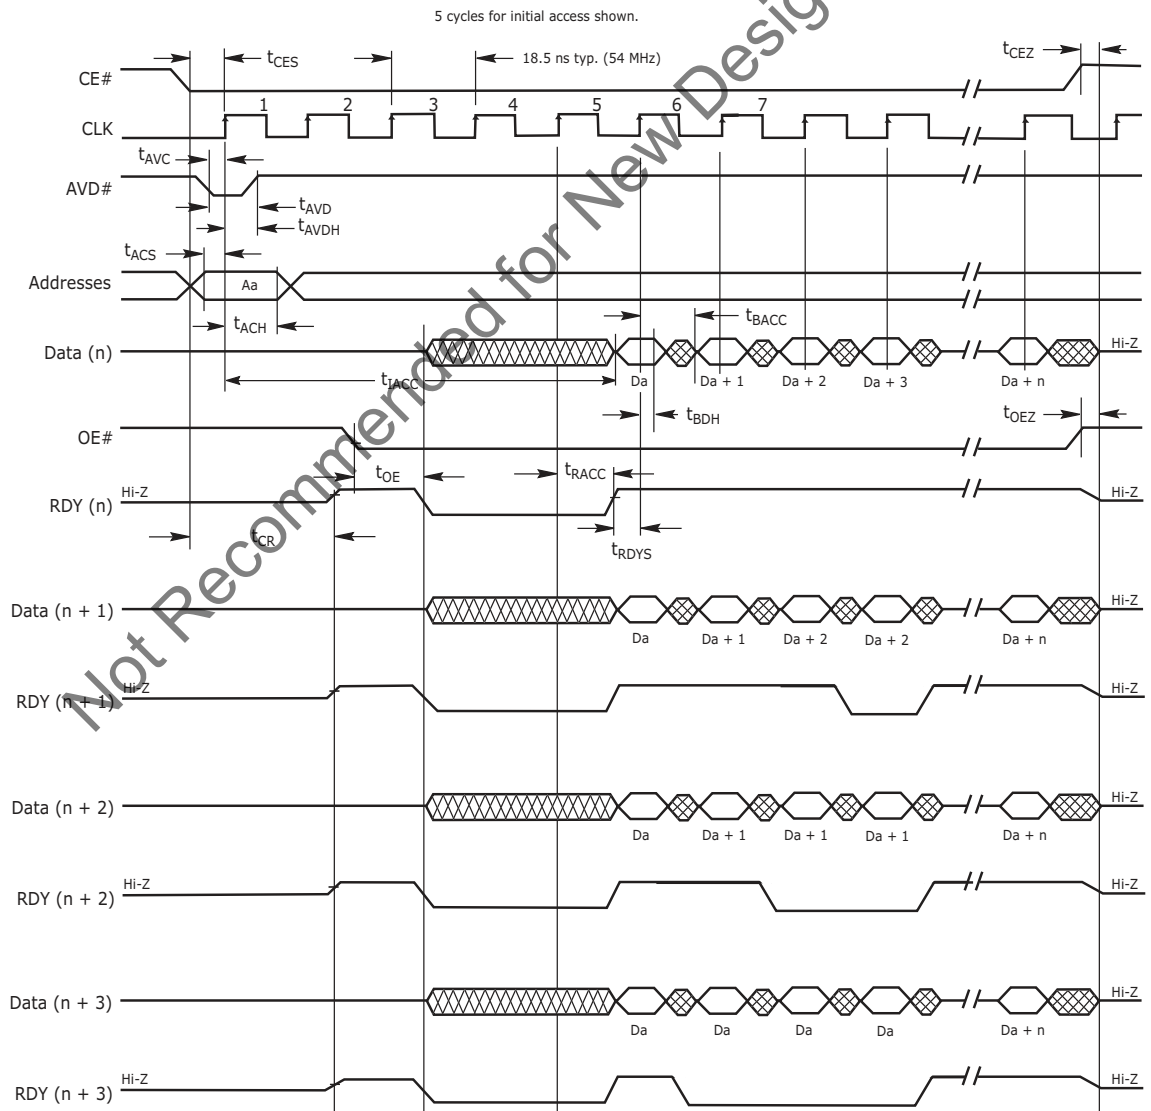 5 cycles for initial access shown.
tCES
18.5 ns typ. (54 MHz)
tCEZ
CE#
1 2 3 4 5 6 7
CLK
tAVC
AVD#
tAVD
tAVDH
tACS
Addresses
Aa
tACH
tBACC
Data (n)
Hi-Z
tIACC
Da Da + 1 Da + 2 Da + 3 Da + n
tBDH
tOEZ
OE#
tOE
tRACC
RDY (n)
Hi-Z
Hi-Z
tCR
tRDYS
Data (n + 1)
Hi-Z
Da Da + 1 Da + 2 Da + 2 Da + n
RDY (n + 1)
Hi-Z
Hi-Z
Data (n + 2)
Hi-Z
Da Da + 1 Da + 1 Da + 1 Da + n
RDY (n + 2)
Hi-Z
Hi-Z
Data (n + 3)
Hi-Z
Da Da Da Da Da + n
RDY (n + 3)
Hi-Z
Hi-Z
Not Recommended for New Desig